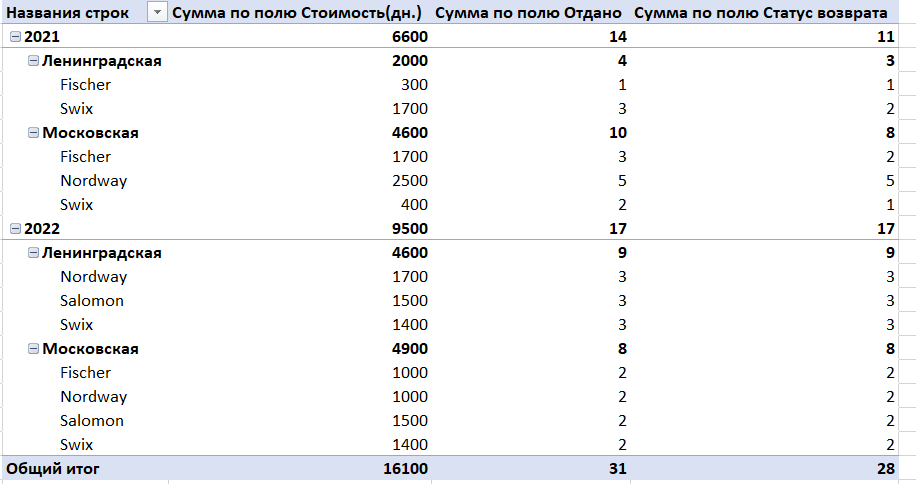 Названия строк Сумма по полю Стоимость(дн.) Сумма по полю Отдано Сумма по полю Статус возврата
2021 6600 14 11
Ленинградская 2000 4 3
Fischer 300 1 1
Swix 1700 3 2
Московская 4600 10 8
Fischer 1700 3 2
Nordway 2500 5 5
Swix 400 2 1
2022 9500 17 17
Ленинградская 4600 9 9
Nordway 1700 3 3
Salomon 1500 3 3
Swix 1400 3 3
Московская 4900 8 8
Fischer 1000 2 2
Nordway 1000 2 2
Salomon 1500 2 2
Swix 1400 2 2
Общий итог 16100 31 28